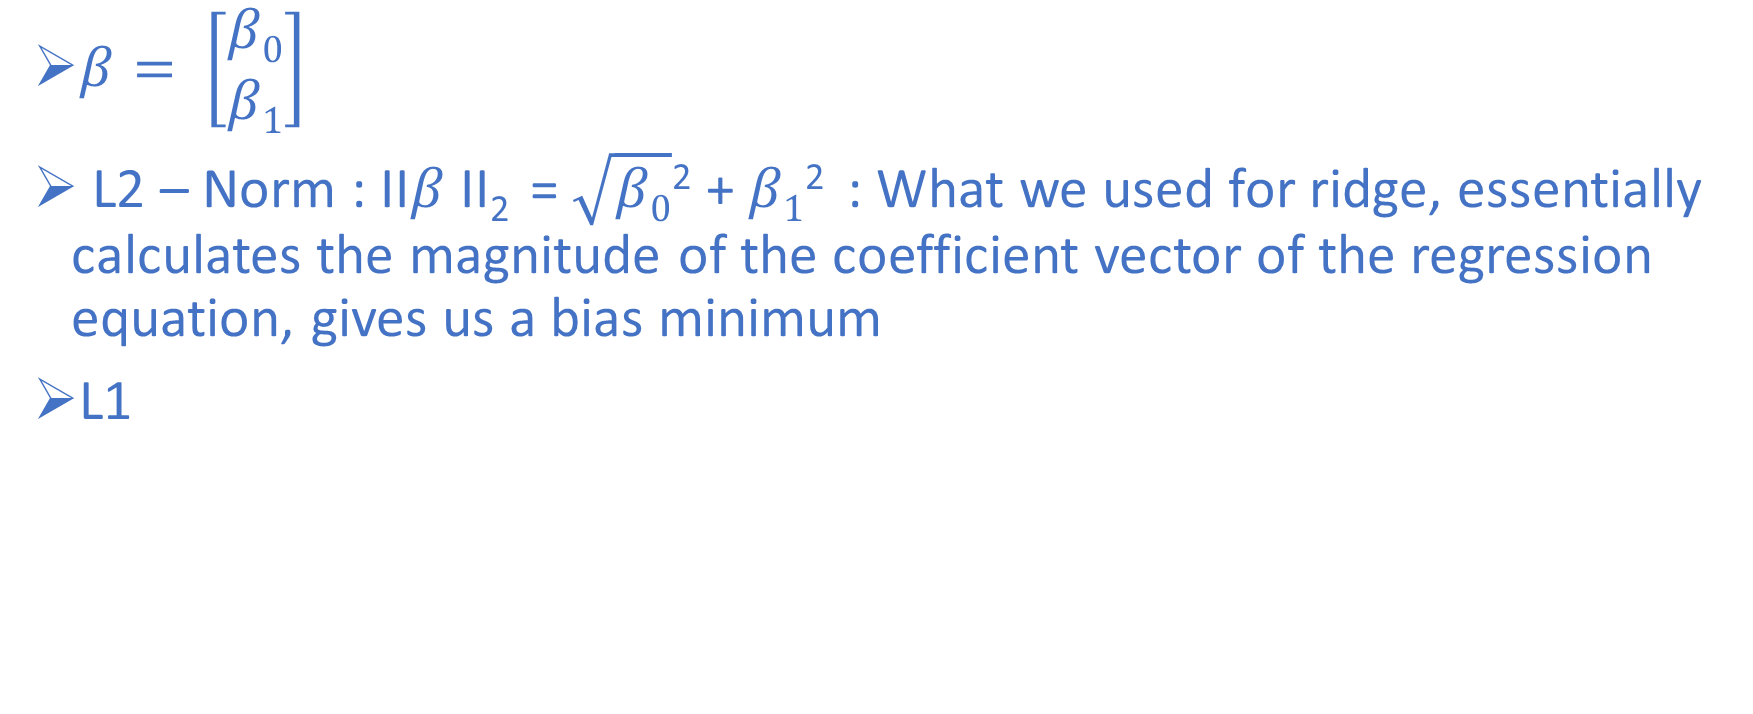 ➢β = [β₀ β₁]
➢ L2 – Norm : IIβ II₂ = √β₀² + β₁² : What we used for ridge, essentially
calculates the magnitude of the coefficient vector of the regression
equation, gives us a bias minimum
➢L1